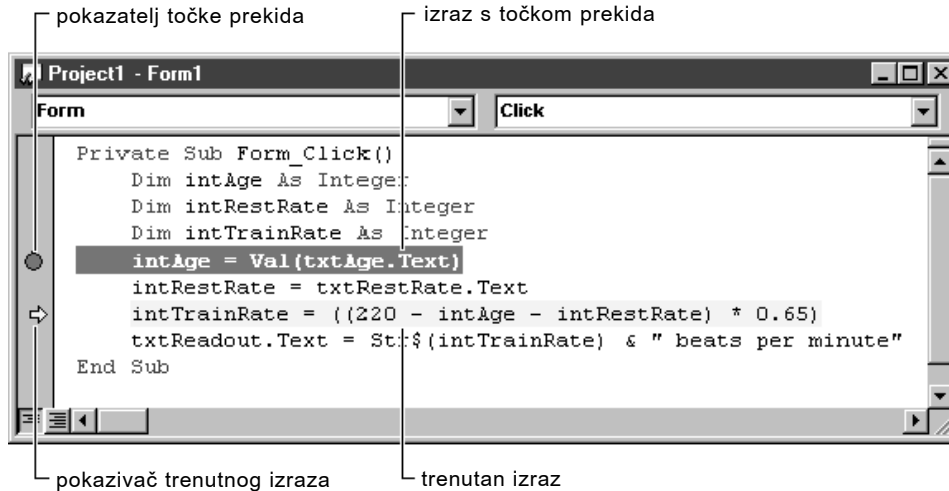 pokazatelj točke prekida
izraz s točkom prekida
Project1 - Form1
Form
Click
Private Sub Form_Click()
Dim intAge As Integer
Dim intRestRate As Integer
Dim intTrainRate As Integer
intAge = Val(txtAge.Text)
intRestRate = txtRestRate.Text
intTrainRate = ((220 - intAge - intRestRate) * 0.65)
txtReadout.Text = Str$(intTrainRate) & " beats per minute"
End Sub
pokazivač trenutnog izraza
trenutan izraz